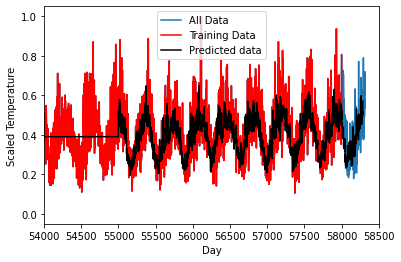 All Data
Training Data
Predicted data
1.0
0.8
0.6
0.4
0.2
0.0
Scaled Temperature
54000 54500 55000 55500 56000 56500 57000 57500 58000 58500
Day